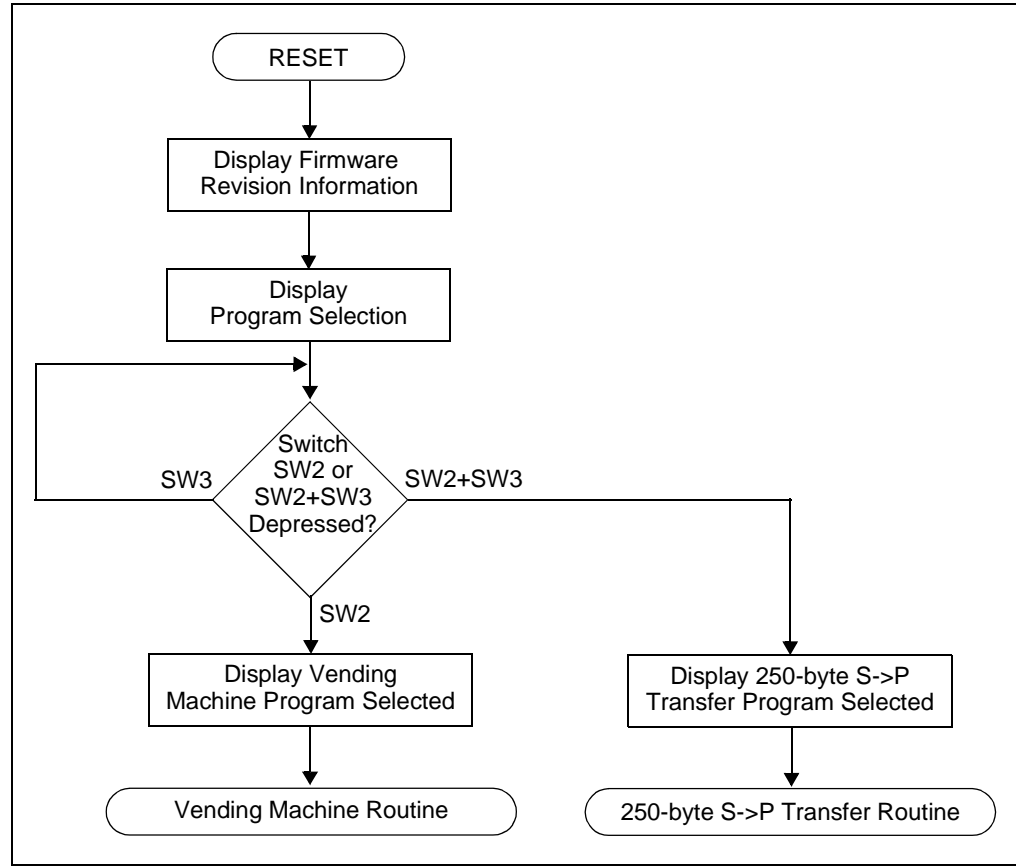 RESET
Display Firmware
Revision Information
Display
Program Selection
Switch
SW2 or
SW2+SW3
Depressed?
SW3
SW2+SW3
SW2
Display Vending
Machine Program Selected
Display 250-byte S->P
Transfer Program Selected
Vending Machine Routine
250-byte S->P Transfer Routine